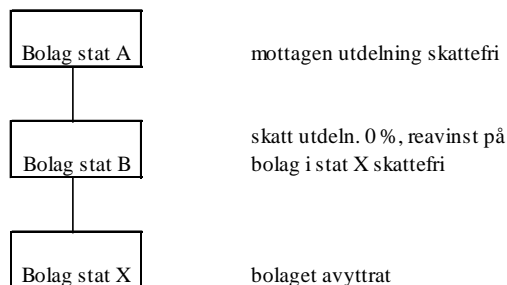 Bolag stat A mottagen utdelning skattefri
skatt utdeln. 0 %, reavinst på
Bolag stat B bolag i stat X skattefri
Bolag stat X bolaget avyttrat